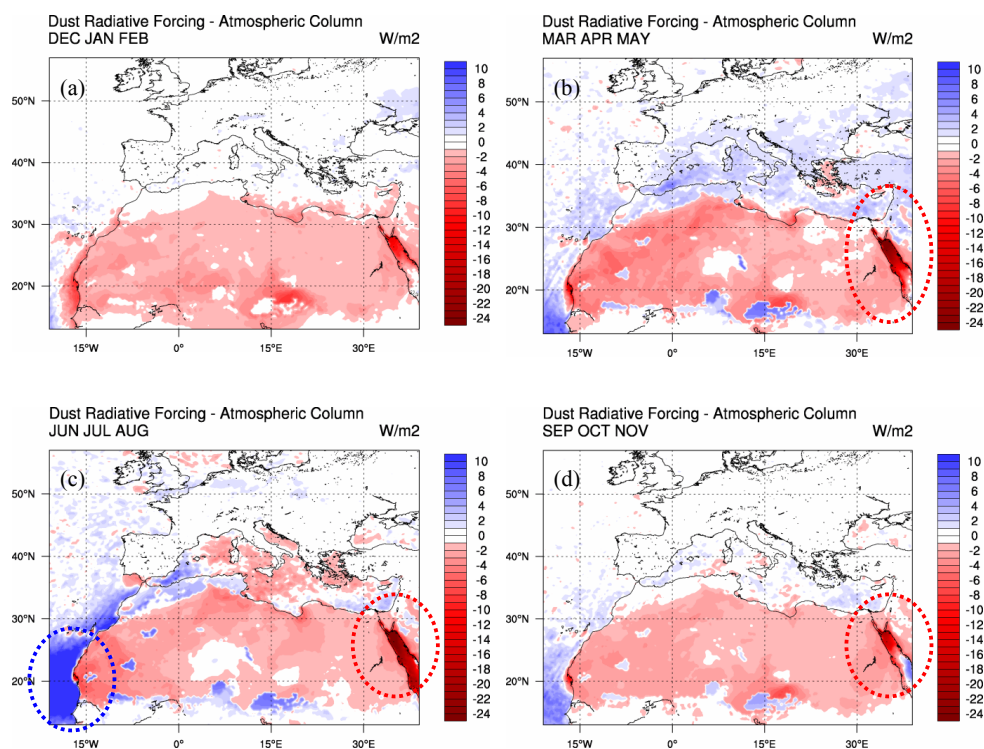 Dust Radiative Forcing - Atmospheric Column
DEC JAN FEB W/m2
(a)
50°N
40°N
30°N
20°N
15°W 0° 15°E 30°E
10
8
6
4
2
0
-2
-4
-6
-8
-10
-12
-14
-16
-18
-20
-22
-24
Dust Radiative Forcing - Atmospheric Column
MAR APR MAY W/m2
(b)
50°N
40°N
30°N
20°N
15°W 0° 15°E 30°E
10
8
6
4
2
0
-2
-4
-6
-8
-10
-12
-14
-16
-18
-20
-22
-24
Dust Radiative Forcing - Atmospheric Column
JUN JUL AUG W/m2
(c)
50°N
40°N
30°N
20°N
15°W 0° 15°E 30°E
10
8
6
4
2
0
-2
-4
-6
-8
-10
-12
-14
-16
-18
-20
-22
-24
Dust Radiative Forcing - Atmospheric Column
SEP OCT NOV W/m2
(d)
50°N
40°N
30°N
20°N
15°W 0° 15°E 30°E
10
8
6
4
2
0
-2
-4
-6
-8
-10
-12
-14
-16
-18
-20
-22
-24